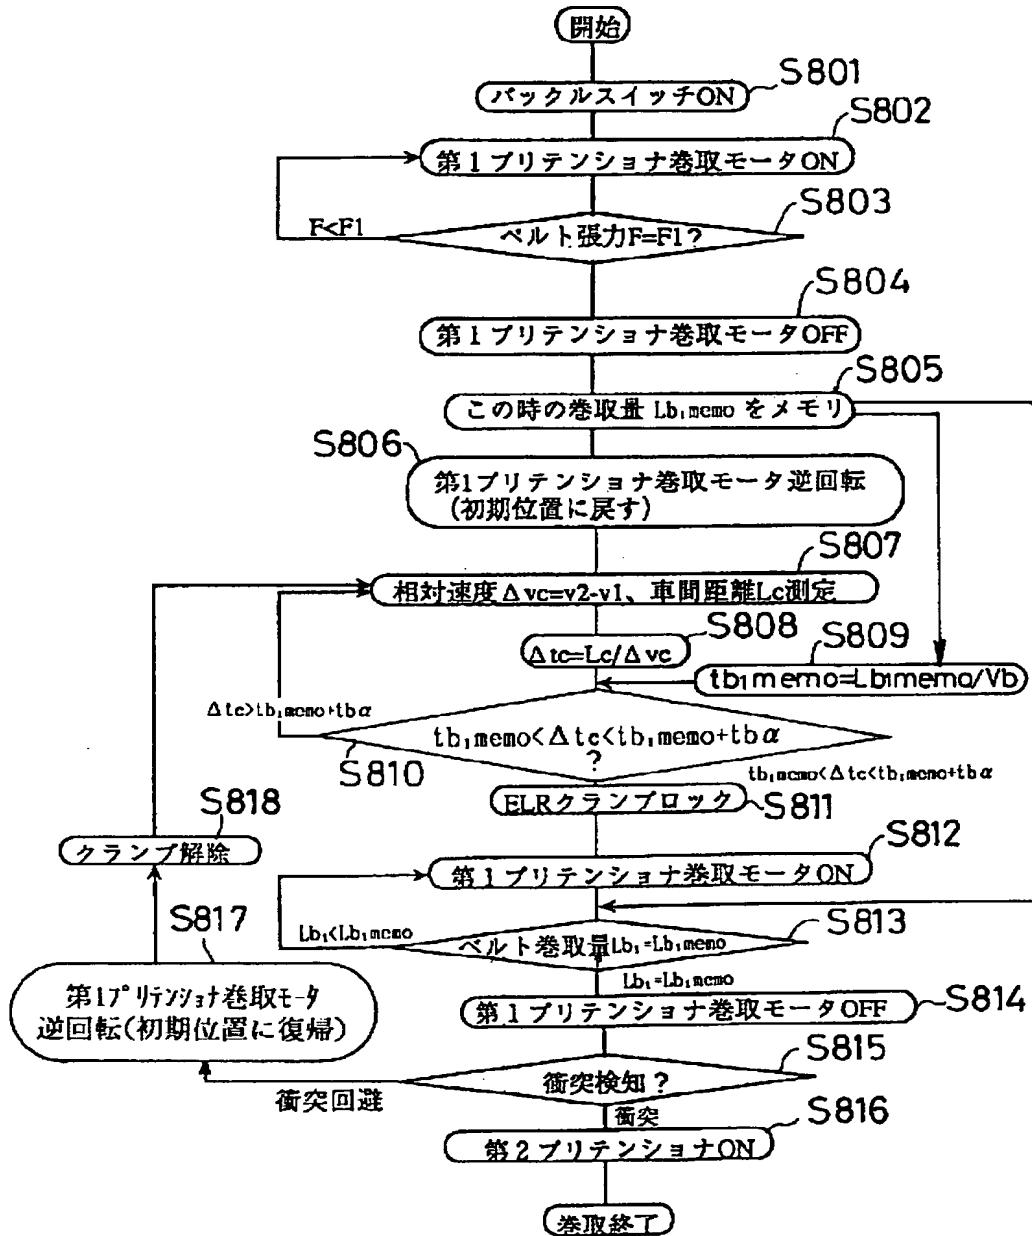 開始
S801
バックルスイッチON
S802
第1プリテンショナ巻取モータON
S803
F<F1
ベルト張力F=F1?
S804
第1プリテンショナ巻取モータOFF
S805
この時の巻取量 Lb₁memo をメモリ
S806
第1プリテンショナ巻取モータ逆回転
(初期位置に戻す)
S807
相対速度Δvc=v2-v1、車間距離Lc測定
S808
Δtc=Lc/Δvc
S809
tb₁memo=Lb₁memo/Vb
Δtc>tb₁memo+tbα
tb₁memo<Δtc<tb₁memo+tbα
?
S810
tb₁memo<Δtc<tb₁memo+tbα
ELRクランプロック
S811
S818
クランプ解除
S812
第1プリテンショナ巻取モータON
S817
Lb₁<Lb₁memo
S813
ベルト巻取量Lb₁=Lb₁memo
Lb₁=Lb₁memo
第1プリテンショナ巻取モータ
逆回転(初期位置に復帰)
第1プリテンショナ巻取モータOFF
S814
S815
衝突検知?
衝突回避
衝突
S816
第2プリテンショナON
巻取終了